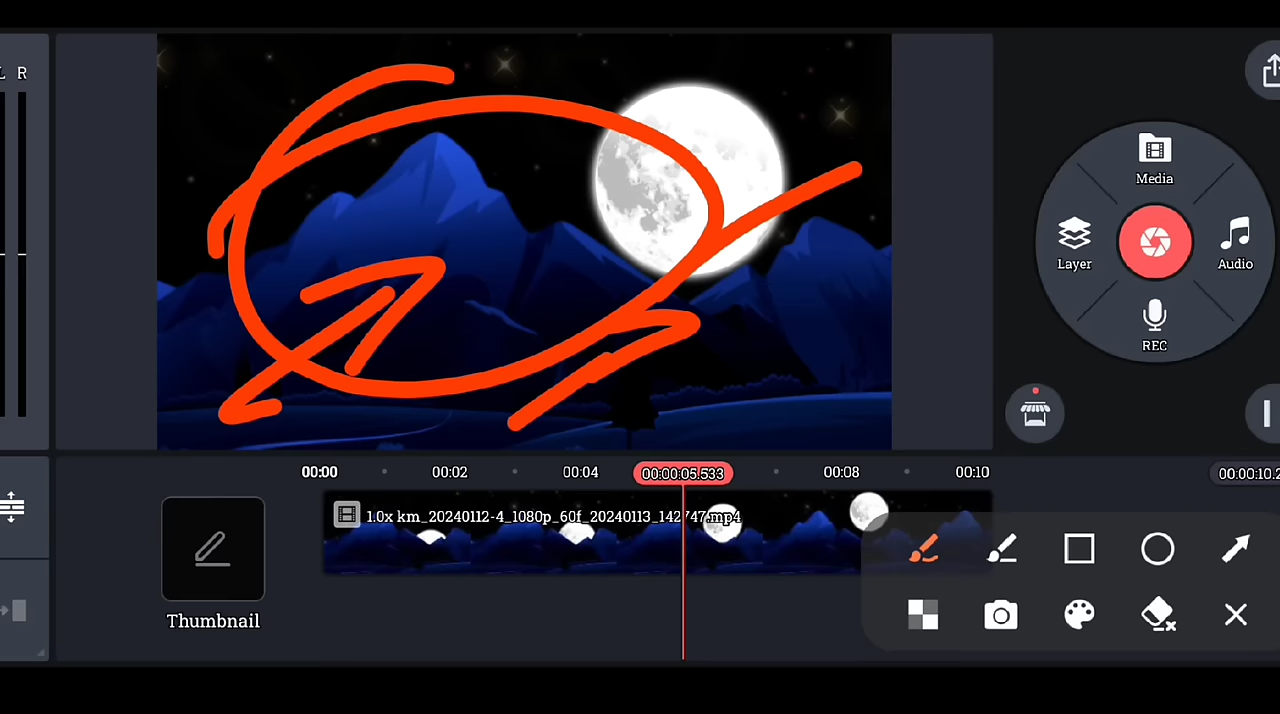 L R
Media
Layer
Audio
REC
00:00
00:02
00:04
00:00:05.533
00:08
00:10
00:00:10.2
1.0x km_20240112-4_1080p_60f_20240113_142747.mp4
Thumbnail